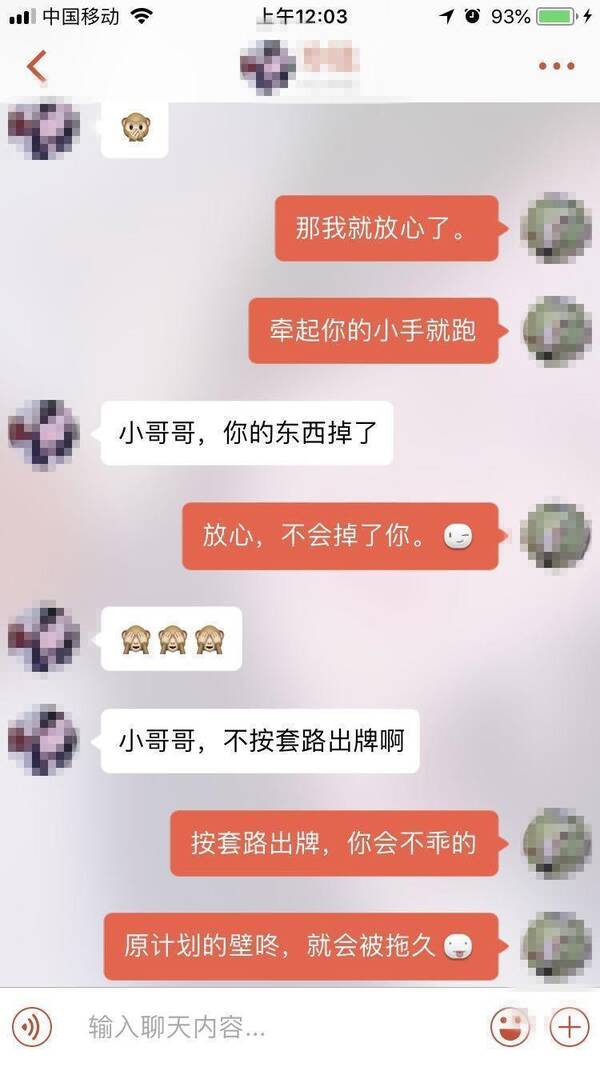 中国移动
上午12:03
93%
那我就放心了。
牵起你的小手就跑
小哥哥，你的东西掉了
放心，不会掉了你。
小哥哥，不按套路出牌啊
按套路出牌，你会不乖的
原计划的壁咚，就会被拖久
输入聊天内容...